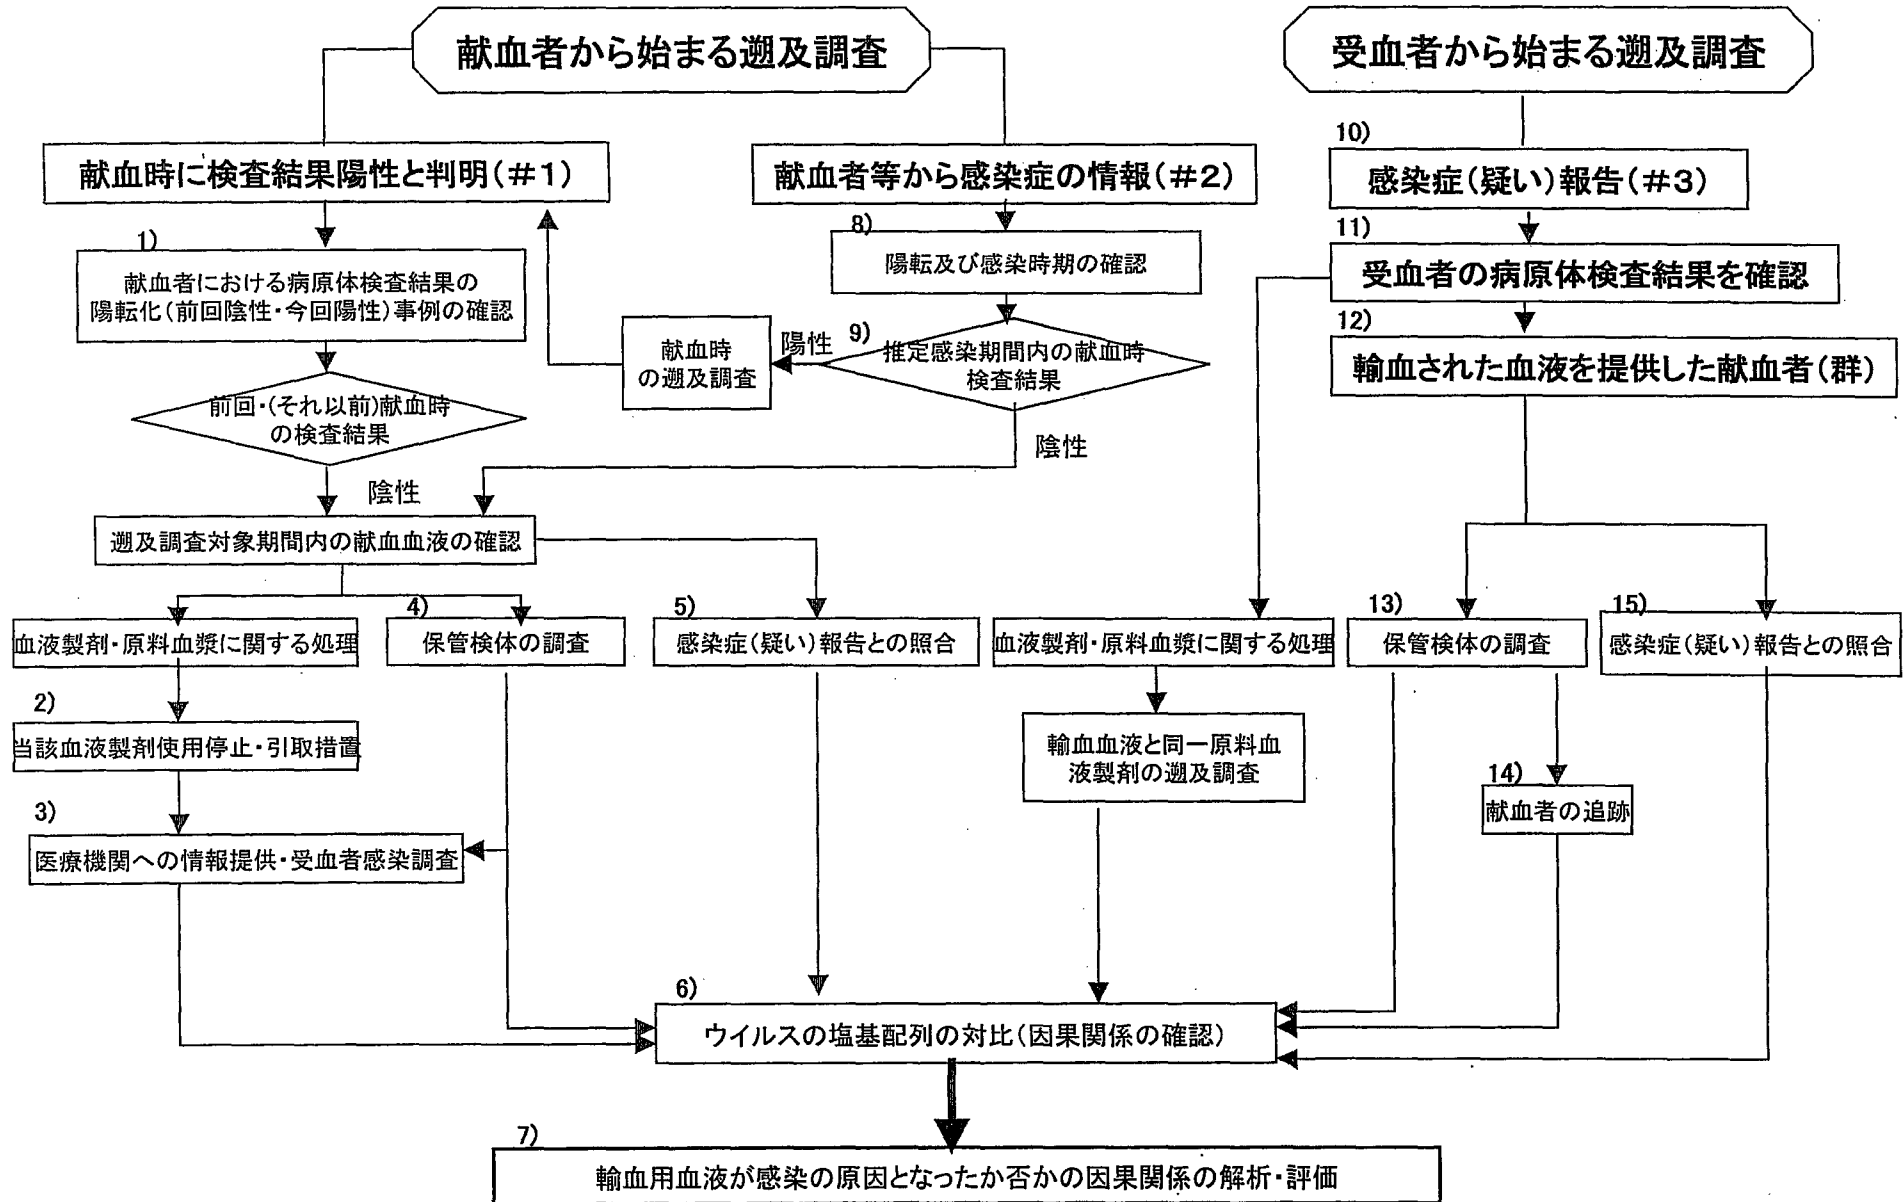 献血者から始まる遡及調査
受血者から始まる遡及調査
献血時に検査結果陽性と判明(#1)
献血者等から感染症の情報(#2)
10)
感染症(疑い)報告(#3)
1)
献血者における病原体検査結果の
陽転化(前回陰性・今回陽性)事例の確認
8)
陽転及び感染時期の確認
11)
受血者の病原体検査結果を確認
献血時
の遡及調査
陽性
9)
推定感染期間内の献血時
検査結果
12)
輸血された血液を提供した献血者(群)
前回・(それ以前)献血時
の検査結果
陰性
陰性
遡及調査対象期間内の献血血液の確認
血液製剤・原料血漿に関する処理
4)
保管検体の調査
5)
感染症(疑い)報告との照合
血液製剤・原料血漿に関する処理
13)
保管検体の調査
15)
感染症(疑い)報告との照合
2)
当該血液製剤使用停止・引取措置
輸血血液と同一原料血
液製剤の遡及調査
14)
献血者の追跡
3)
医療機関への情報提供・受血者感染調査
6)
ウイルスの塩基配列の対比(因果関係の確認)
7)
輸血用血液が感染の原因となったか否かの因果関係の解析・評価